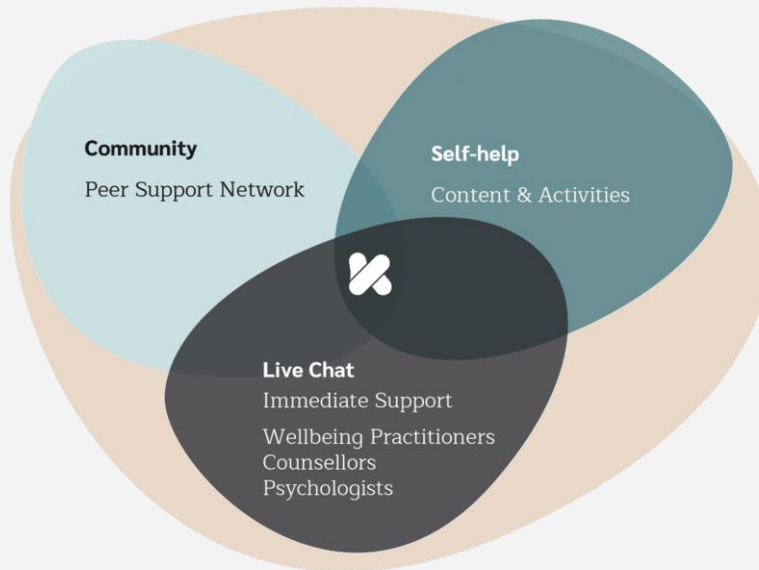 Community
Peer Support Network
Self-help
Content & Activities
Live Chat
Immediate Support
Wellbeing Practitioners
Counsellors
Psychologists